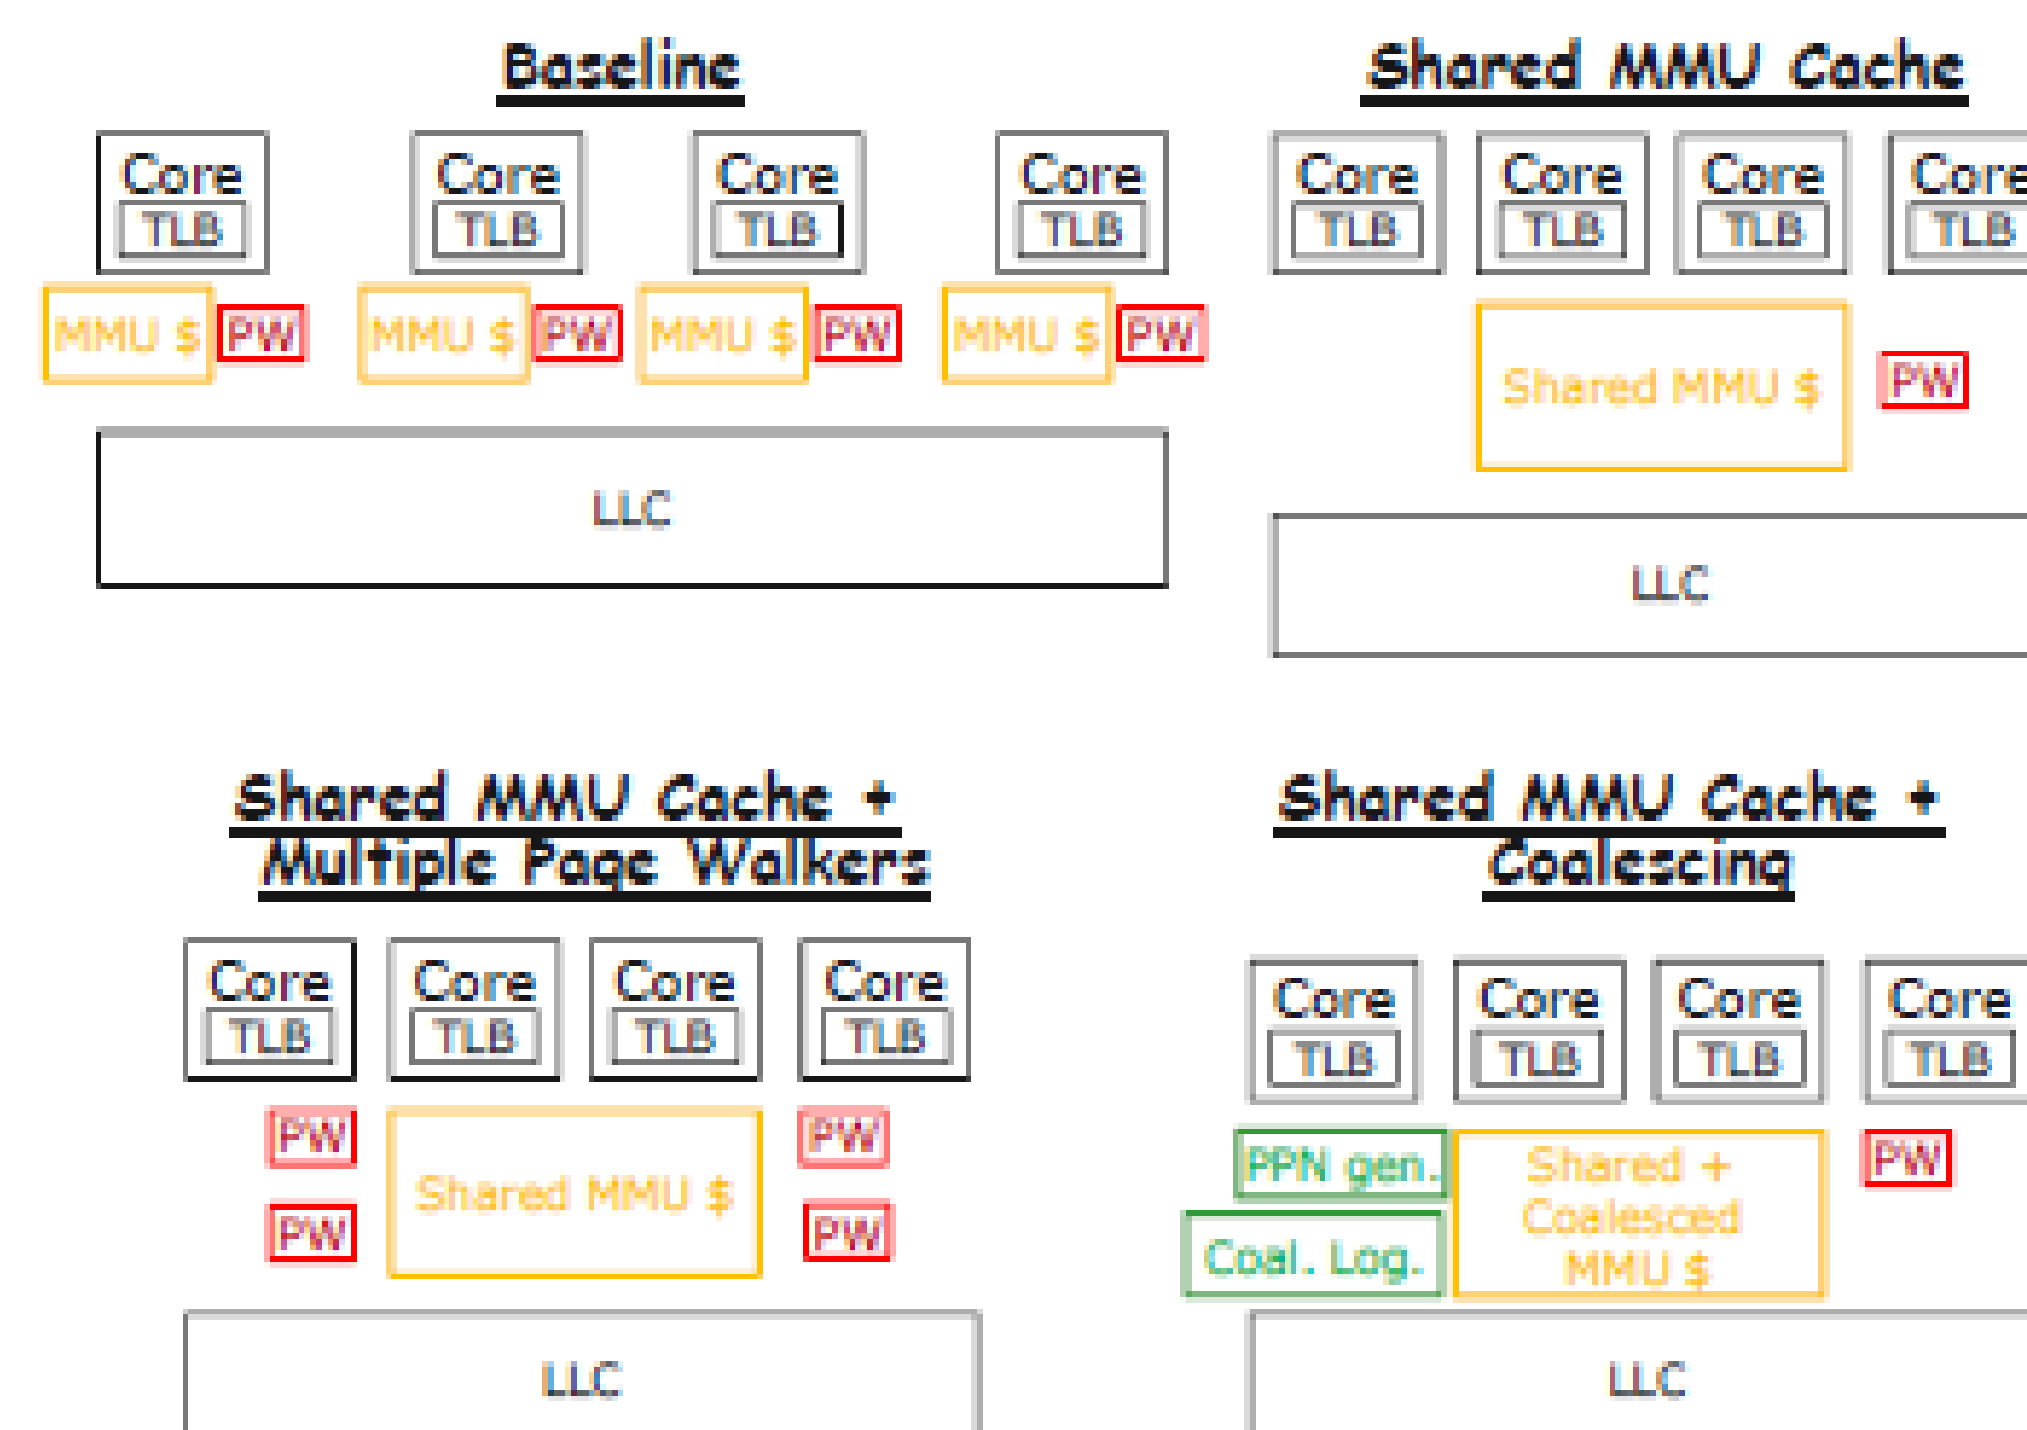 Baseline
Core Core Core Core
TLB TLB TLB TLB
MMU $ PW MMU $ PW MMU $ PW MMU $ PW
LLC
Shared MMU Cache
Core Core Core Core
TLB TLB TLB TLB
Shared MMU $ PW
LLC
Shared MMU Cache +
Multiple Page Walkers
Core Core Core Core
TLB TLB TLB TLB
PW PW
Shared MMU $
PW PW
LLC
Shared MMU Cache +
Coalescing
Core Core Core Core
TLB TLB TLB TLB
PPN gen. Shared + PW
Coalesced
Coal. Log. MMU $
LLC